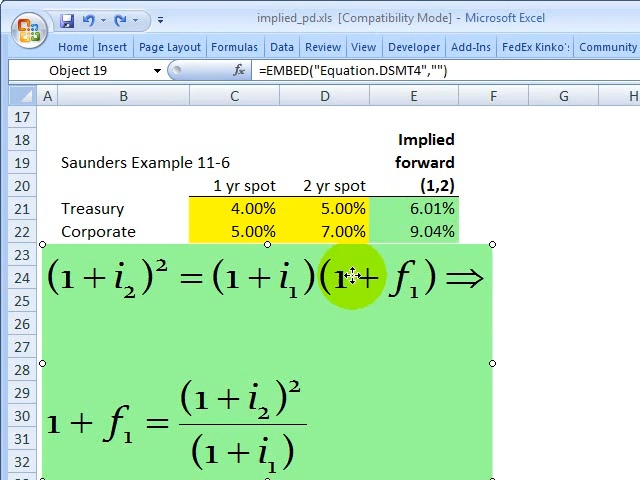 implied_pd.xls [Compatibility Mode] - Microsoft Excel
Home Insert Page Layout Formulas Data Review View Developer Add-Ins FedEx Kinko's Community
Object 19 fx =EMBED("Equation.DSMT4","")
A B C D E F G H
17
18 Implied
19 Saunders Example 11-6 forward
20 1 yr spot 2 yr spot (1,2)
21 Treasury 4.00% 5.00% 6.01%
22 Corporate 5.00% 7.00% 9.04%
23
24 (1 + i₂)² = (1 + i₁)(1 + f₁) ⇒
25
26
27
28
29
30 1 + f₁ = (1 + i₂)² / (1 + i₁)
31
32